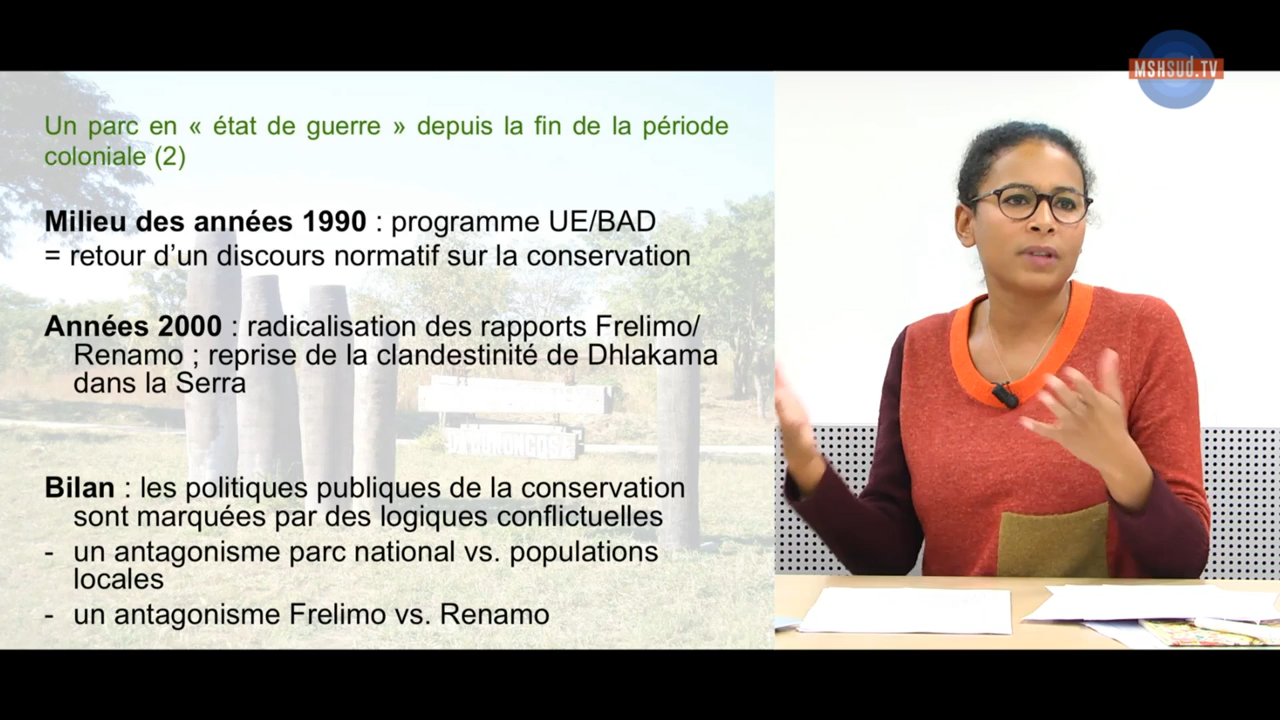 MSHSUD.TV
Un parc en « état de guerre » depuis la fin de la période
coloniale (2)
Milieu des années 1990 : programme UE/BAD
= retour d’un discours normatif sur la conservation
Années 2000 : radicalisation des rapports Frelimo/
Renamo ; reprise de la clandestinité de Dhlakama
dans la Serra
Bilan : les politiques publiques de la conservation
sont marquées par des logiques conflictuelles
- un antagonisme parc national vs. populations
locales
- un antagonisme Frelimo vs. Renamo